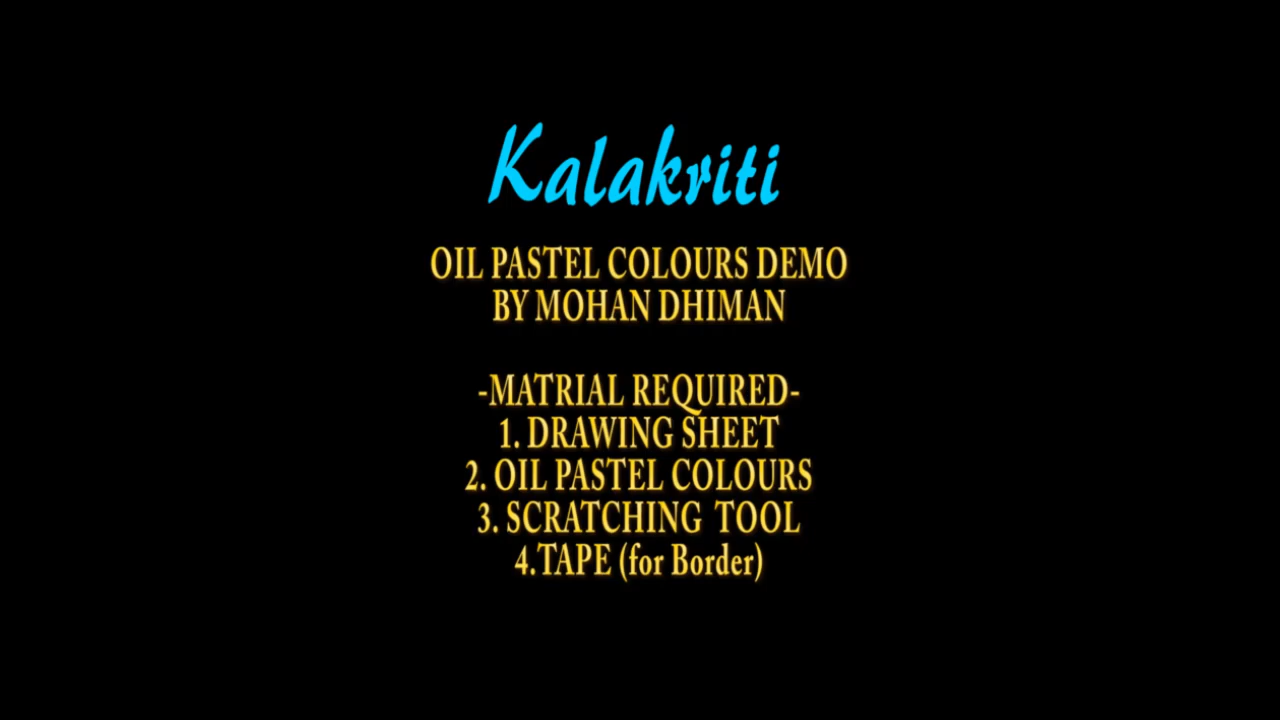 Kalakriti
OIL PASTEL COLOURS DEMO
BY MOHAN DHIMAN
-MATRIAL REQUIRED-
1. DRAWING SHEET
2. OIL PASTEL COLOURS
3. SCRATCHING TOOL
4.TAPE (for Border)